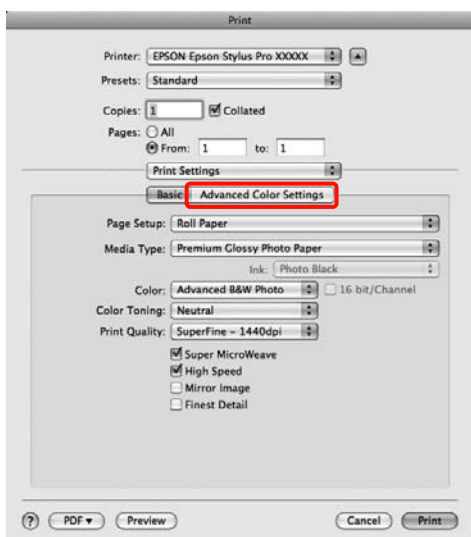 Print
Printer: EPSON Epson Stylus Pro XXXXX
Presets: Standard
Copies: 1 Collated
Pages: All
From: 1 to: 1
Print Settings
Basic Advanced Color Settings
Page Setup: Roll Paper
Media Type: Premium Glossy Photo Paper
Ink: Photo Black
Color: Advanced B&W Photo 16 bit/Channel
Color Toning: Neutral
Print Quality: SuperFine - 1440dpi
Super MicroWeave
High Speed
Mirror Image
Finest Detail
? PDF Preview Cancel Print